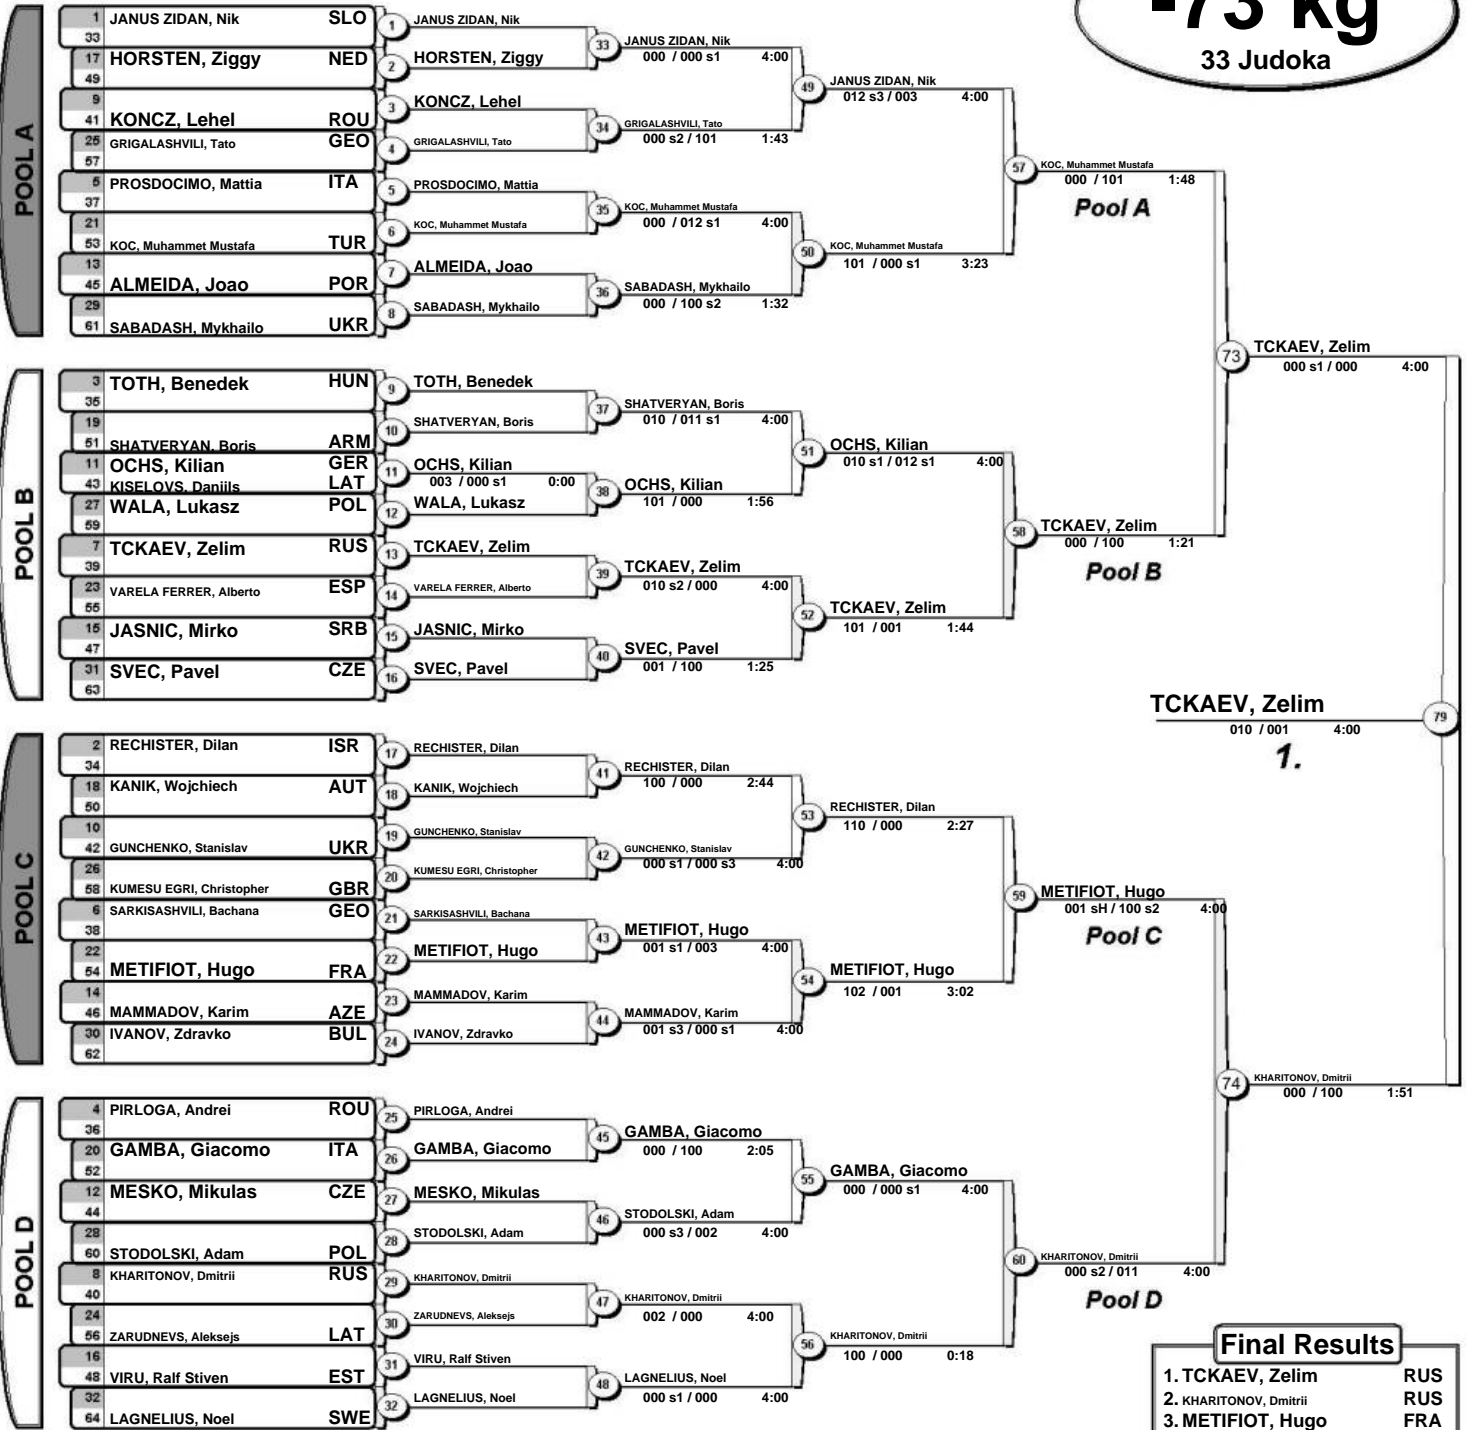 -73 kg
33 Judoka
POOL A
1 JANUS ZIDAN, Nik SLO
33
17 HORSTEN, Ziggy NED
49
9
41 KONCZ, Lehel ROU
25 GRIGALASHVILI, Tato GEO
57
5 PROSDOCIMO, Mattia ITA
37
21
53 KOC, Muhammet Mustafa TUR
13
45 ALMEIDA, Joao POR
29
61 SABADASH, Mykhailo UKR
1 JANUS ZIDAN, Nik
2 HORSTEN, Ziggy
3 KONCZ, Lehel
4 GRIGALASHVILI, Tato
5 PROSDOCIMO, Mattia
6 KOC, Muhammet Mustafa
7 ALMEIDA, Joao
8 SABADASH, Mykhailo
33 JANUS ZIDAN, Nik
000 / 000 s1 4:00
34 GRIGALASHVILI, Tato
000 s2 / 101 1:43
35 KOC, Muhammet Mustafa
000 / 012 s1 4:00
36 SABADASH, Mykhailo
000 / 100 s2 1:32
49 JANUS ZIDAN, Nik
012 s3 / 003 4:00
50 KOC, Muhammet Mustafa
101 / 000 s1 3:23
57 KOC, Muhammet Mustafa
000 / 101 1:48
Pool A
POOL B
3 TOTH, Benedek HUN
35
19
51 SHATVERYAN, Boris ARM
11 OCHS, Kilian GER
43 KISELOVS, Daniils LAT
27 WALA, Lukasz POL
59
7 TCKAEV, Zelim RUS
39
23 VARELA FERRER, Alberto ESP
55
15 JASNIC, Mirko SRB
47
31 SVEC, Pavel CZE
63
9 TOTH, Benedek
10 SHATVERYAN, Boris
11 OCHS, Kilian
003 / 000 s1 0:00
12 WALA, Lukasz
13 TCKAEV, Zelim
14 VARELA FERRER, Alberto
15 JASNIC, Mirko
16 SVEC, Pavel
37 SHATVERYAN, Boris
010 / 011 s1 4:00
38 OCHS, Kilian
101 / 000 1:56
39 TCKAEV, Zelim
010 s2 / 000 4:00
40 SVEC, Pavel
001 / 100 1:25
51 OCHS, Kilian
010 s1 / 012 s1 4:00
52 TCKAEV, Zelim
101 / 001 1:44
58 TCKAEV, Zelim
000 / 100 1:21
Pool B
73 TCKAEV, Zelim
000 s1 / 000 4:00
TCKAEV, Zelim 79
010 / 001 4:00
1.
POOL C
2 RECHISTER, Dilan ISR
34
18 KANIK, Wojchiech AUT
50
10
42 GUNCHENKO, Stanislav UKR
26
58 KUMESU EGRI, Christopher GBR
6 SARKISASHVILI, Bachana GEO
38
22
54 METIFIOT, Hugo FRA
14
46 MAMMADOV, Karim AZE
30 IVANOV, Zdravko BUL
62
17 RECHISTER, Dilan
18 KANIK, Wojchiech
19 GUNCHENKO, Stanislav
20 KUMESU EGRI, Christopher
21 SARKISASHVILI, Bachana
22 METIFIOT, Hugo
23 MAMMADOV, Karim
24 IVANOV, Zdravko
41 RECHISTER, Dilan
100 / 000 2:44
42 GUNCHENKO, Stanislav
000 s1 / 000 s3 4:00
43 METIFIOT, Hugo
001 s1 / 003 4:00
44 MAMMADOV, Karim
001 s3 / 000 s1 4:00
53 RECHISTER, Dilan
110 / 000 2:27
54 METIFIOT, Hugo
102 / 001 3:02
59 METIFIOT, Hugo
001 sH / 100 s2 4:00
Pool C
POOL D
4 PIRLOGA, Andrei ROU
36
20 GAMBA, Giacomo ITA
52
12 MESKO, Mikulas CZE
44
28
60 STODOLSKI, Adam POL
8 KHARITONOV, Dmitrii RUS
40
24
56 ZARUDNEVS, Aleksejs LAT
16
48 VIRU, Ralf Stiven EST
32
64 LAGNELIUS, Noel SWE
25 PIRLOGA, Andrei
26 GAMBA, Giacomo
27 MESKO, Mikulas
28 STODOLSKI, Adam
29 KHARITONOV, Dmitrii
30 ZARUDNEVS, Aleksejs
31 VIRU, Ralf Stiven
32 LAGNELIUS, Noel
45 GAMBA, Giacomo
000 / 100 2:05
46 STODOLSKI, Adam
000 s3 / 002 4:00
47 KHARITONOV, Dmitrii
002 / 000 4:00
48 LAGNELIUS, Noel
000 s1 / 000 4:00
55 GAMBA, Giacomo
000 / 000 s1 4:00
56 KHARITONOV, Dmitrii
100 / 000 0:18
60 KHARITONOV, Dmitrii
000 s2 / 011 4:00
Pool D
74 KHARITONOV, Dmitrii
000 / 100 1:51
Final Results
1. TCKAEV, Zelim RUS
2. KHARITONOV, Dmitrii RUS
3. METIFIOT, Hugo FRA